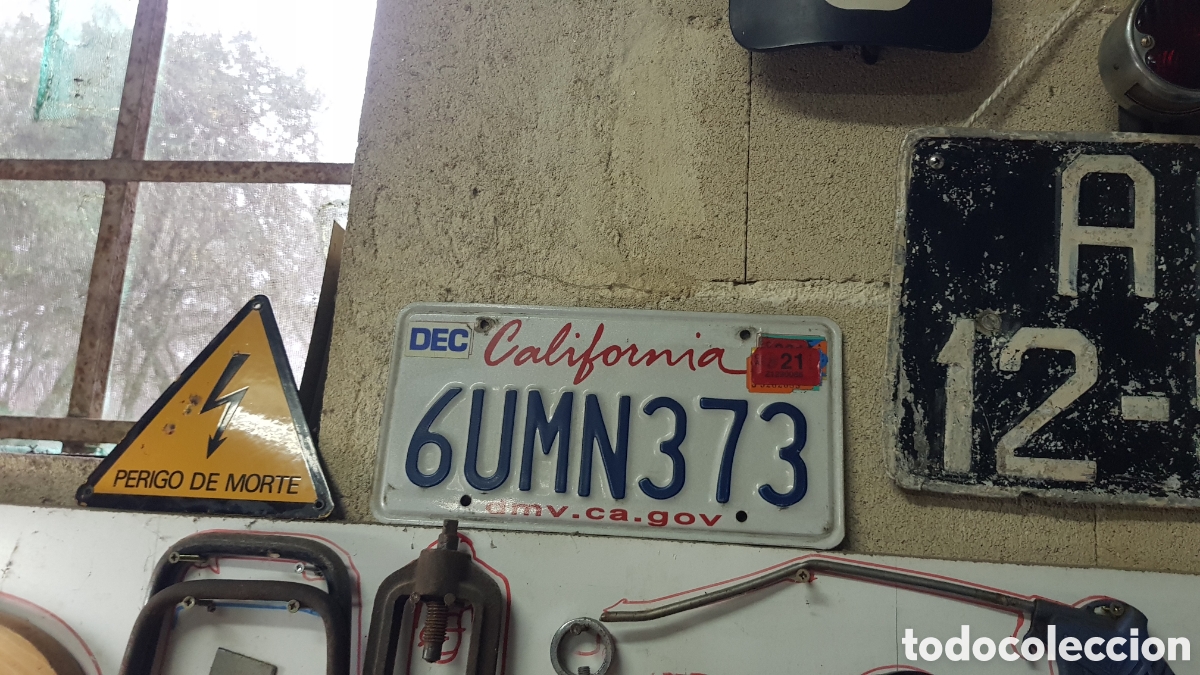 DEC
California
21
6UMN373
dmv.ca.gov
PERIGO DE MORTE
A
12-
todocoleccion